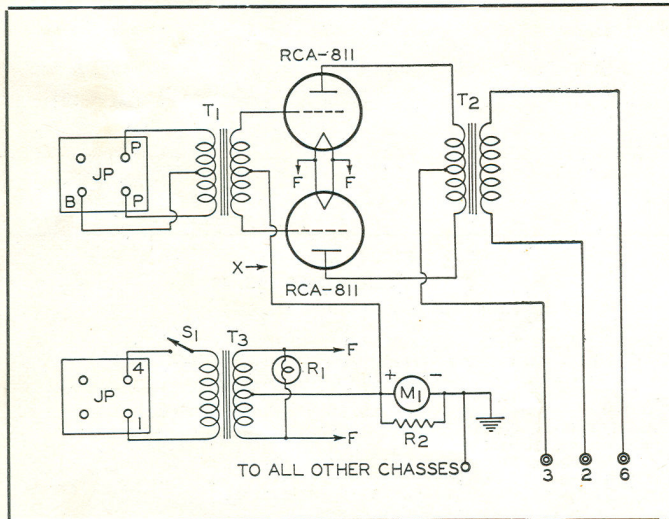 RCA-811
T1
T2
P
JP
B
P
F
F
X
RCA-811
S1
T3
4
JP
1
F
R1
F
+
M1
-
R2
TO ALL OTHER CHASSES
3
2
6